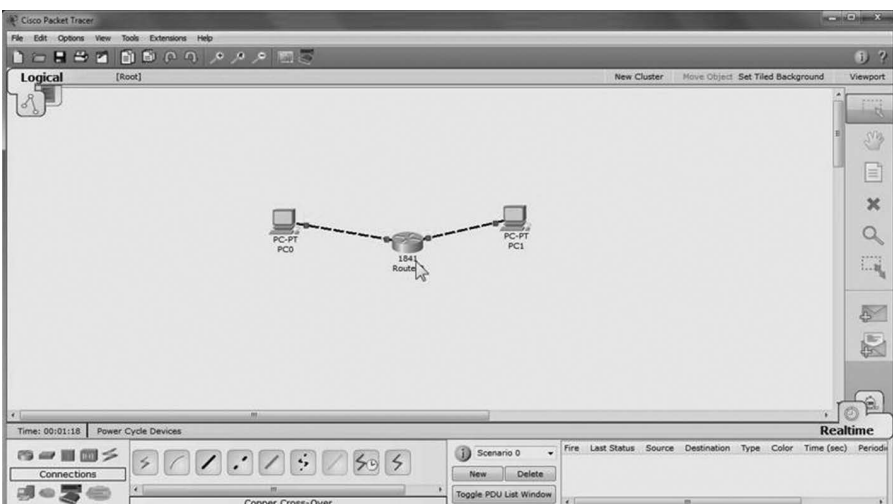 Cisco Packet Tracer
File Edit Options View Tools Extensions Help
Logical [Root] New Cluster Move Object Set Tiled Background Viewport
PC-PT
PC0
1841
PC-PT
PC1
Time: 00:01:18 Power Cycle Devices Realtime
Scenario 0
Fire Last Status Source Destination Type Color Time (sec)
Connections
New Delete
Toggle PDU List Window
Copper Cross-Over